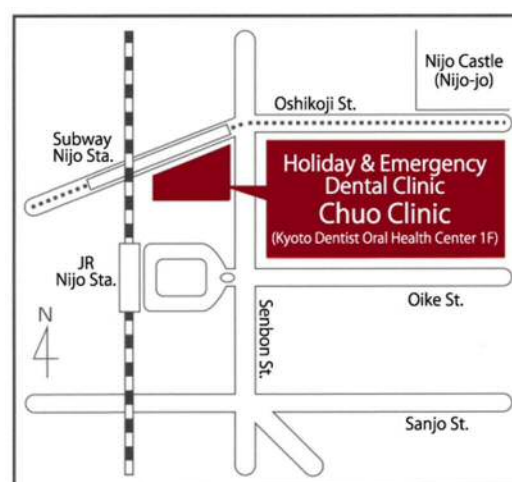 Nijo Castle
(Nijo-jo)
Oshikoji St.
Subway
Nijo Sta.
Holiday & Emergency
Dental Clinic
Chuo Clinic
(Kyoto Dentist Oral Health Center 1F)
JR
Nijo Sta.
Oike St.
N
Senbon St.
Sanjo St.